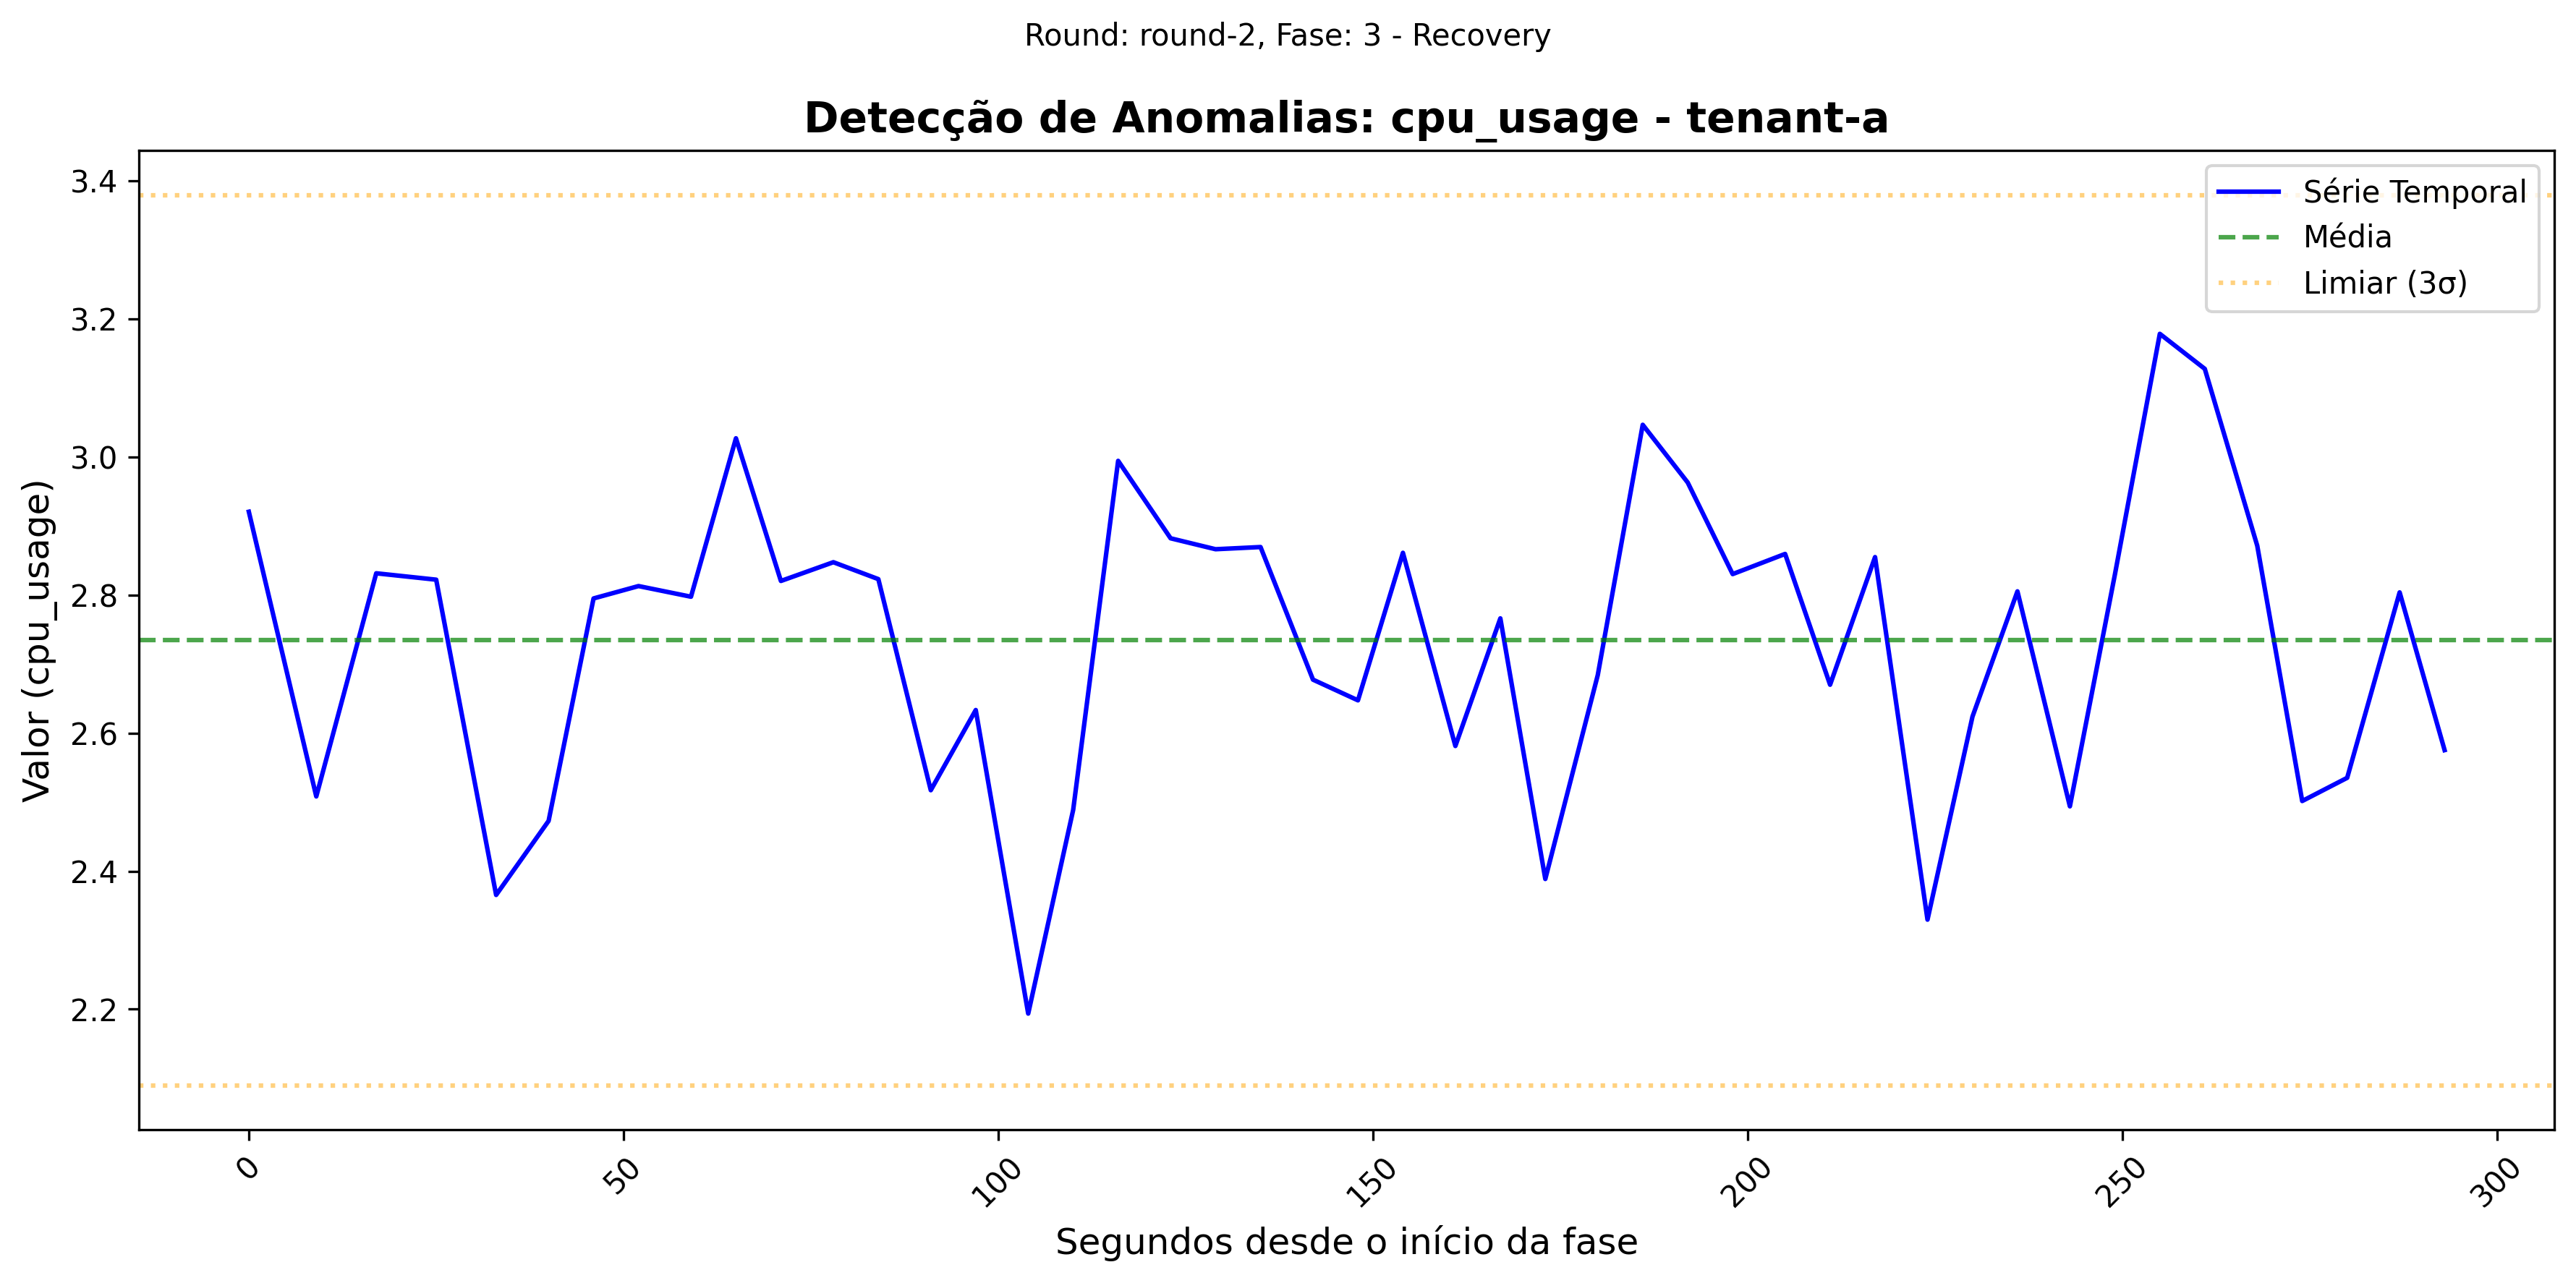 Round: round-2, Fase: 3 - Recovery
Detecção de Anomalias: cpu_usage - tenant-a
Série Temporal
Média
Limiar (3σ)
Valor (cpu_usage)
3.4
3.2
3.0
2.8
2.6
2.4
2.2
0
50
100
150
200
250
300
Segundos desde o início da fase